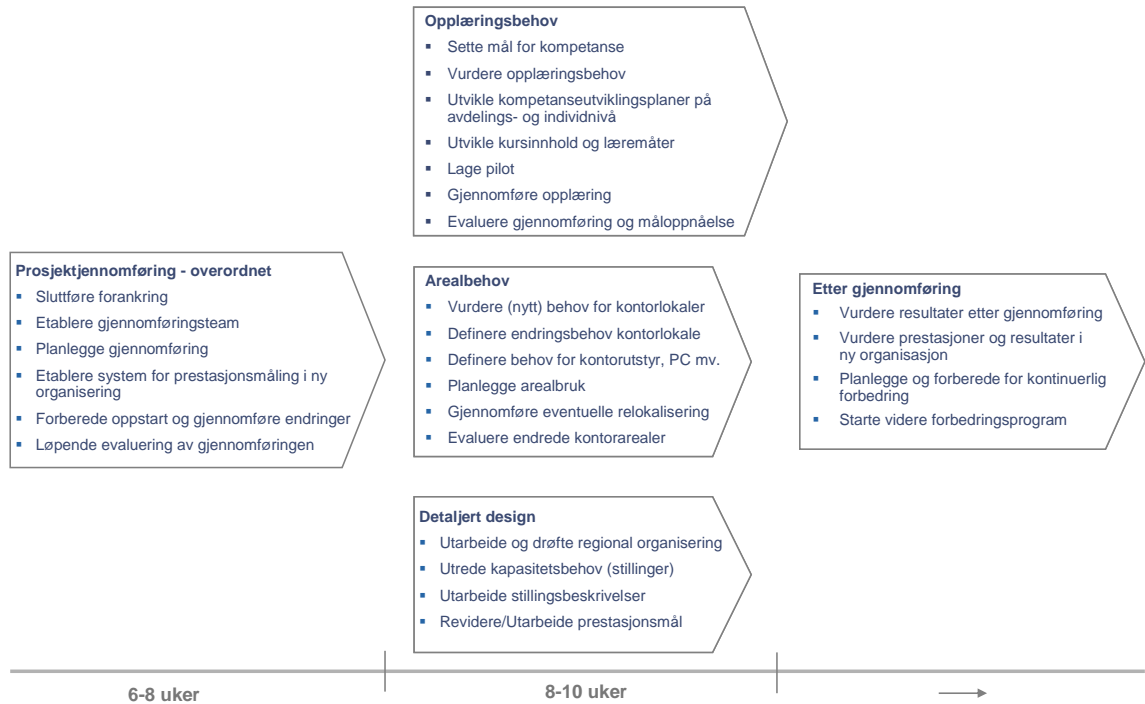 Opplæringsbehov
▪ Sette mål for kompetanse
▪ Vurdere opplæringsbehov
▪ Utvikle kompetanseutviklingsplaner på
avdelings- og individnivå
▪ Utvikle kursinnhold og læremåter
▪ Lage pilot
▪ Gjennomføre opplæring
▪ Evaluere gjennomføring og måloppnåelse
Prosjektjennomføring - overordnet
▪ Sluttføre forankring
▪ Etablere gjennomføringsteam
▪ Planlegge gjennomføring
▪ Etablere system for prestasjonsmåling i ny
organisering
▪ Forberede oppstart og gjennomføre endringer
▪ Løpende evaluering av gjennomføringen
Arealbehov
▪ Vurdere (nytt) behov for kontorlokaler
▪ Definere endringsbehov kontorlokale
▪ Definere behov for kontorutstyr, PC mv.
▪ Planlegge arealbruk
▪ Gjennomføre eventuelle relokalisering
▪ Evaluere endrede kontorarealer
Etter gjennomføring
▪ Vurdere resultater etter gjennomføring
▪ Vurdere prestasjoner og resultater i
ny organisasjon
▪ Planlegge og forberede for kontinuerlig
forbedring
▪ Starte videre forbedringsprogram
Detaljert design
▪ Utarbeide og drøfte regional organisering
▪ Utrede kapasitetsbehov (stillinger)
▪ Utarbeide stillingsbeskrivelser
▪ Revidere/Utarbeide prestasjonsmål
6-8 uker
8-10 uker